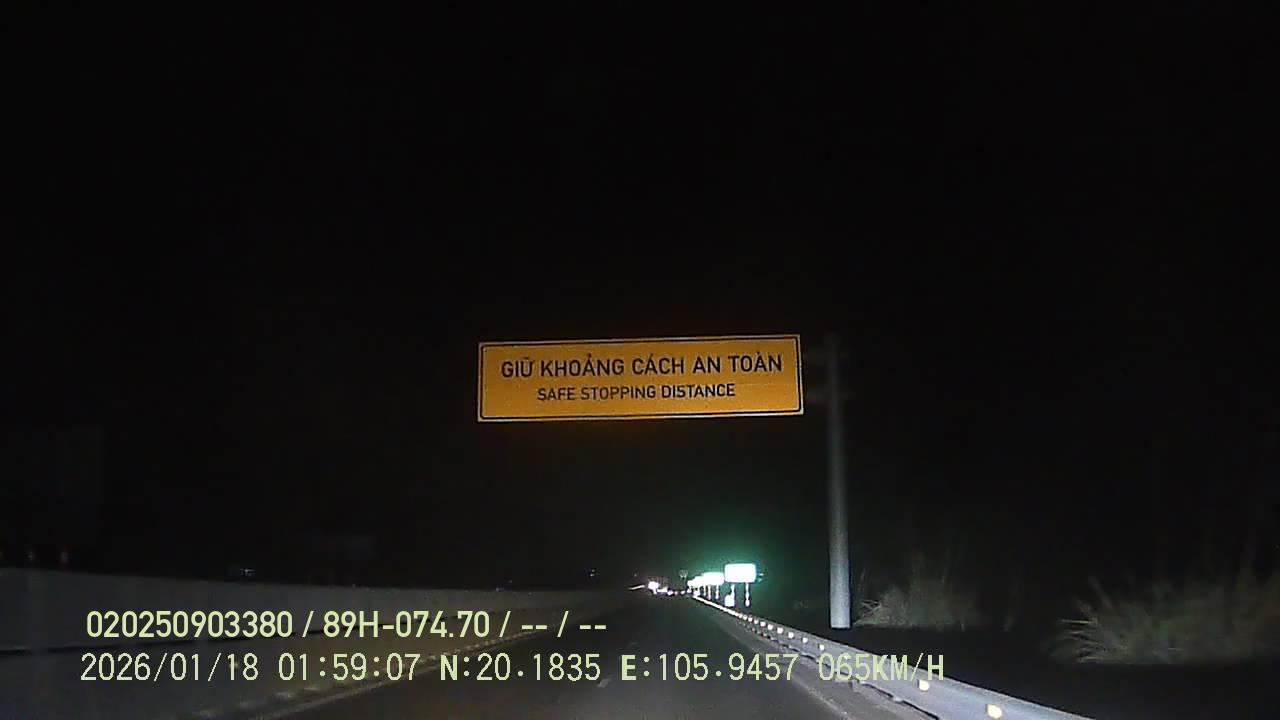 GIỮ KHOẢNG CÁCH AN TOÀN
SAFE STOPPING DISTANCE
020250903380 / 89H-074.70 / -- / --
2026/01/18 01:59:07 N:20.1835 E:105.9457 065KM/H